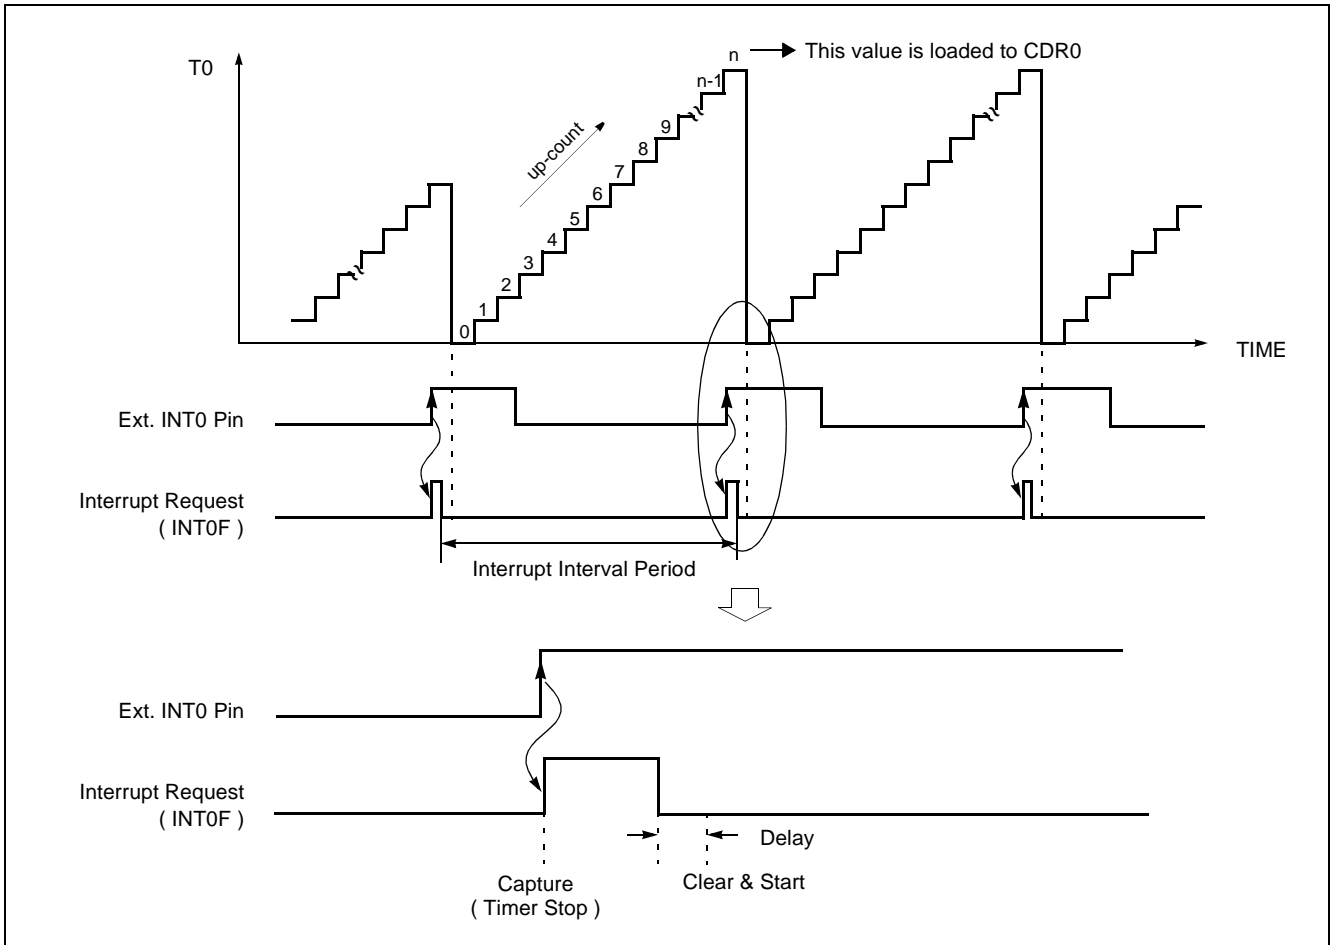 n
This value is loaded to CDR0
T0
n-1
up-count
9
8
7
6
5
4
3
2
1
0
TIME
Ext. INT0 Pin
Interrupt Request
( INT0F )
Interrupt Interval Period
Ext. INT0 Pin
Interrupt Request
( INT0F )
Delay
Capture
( Timer Stop )
Clear & Start